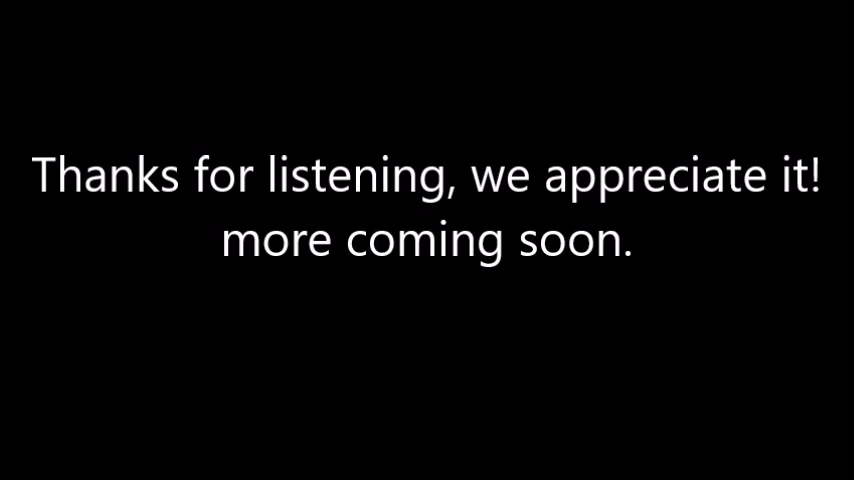 Thanks for listening, we appreciate it!
more coming soon.